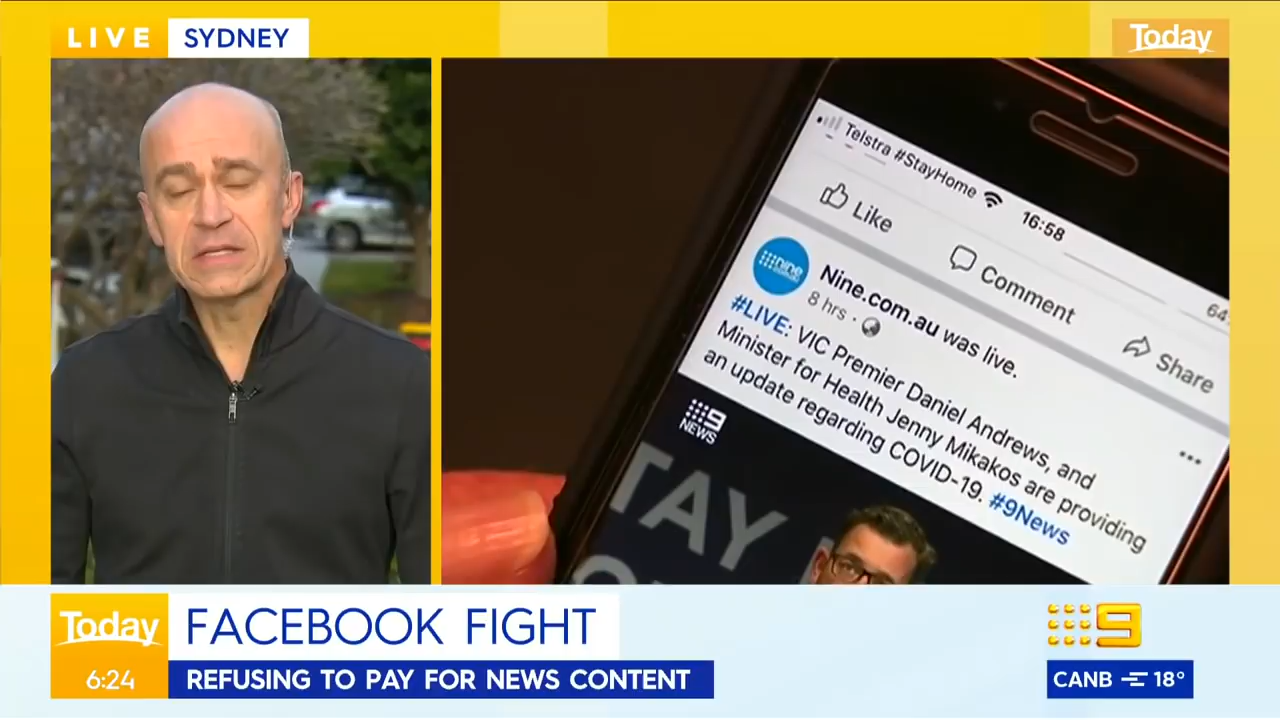 LIVE SYDNEY
Today
Telstra #StayHome 16:58 64
Like Comment Share
nine
Nine.com.au was live.
8 hrs ·
#LIVE: VIC Premier Daniel Andrews, and
Minister for Health Jenny Mikakos are providing
an update regarding COVID-19. #9News
9
NEWS
TAY
Today
6:24
FACEBOOK FIGHT
REFUSING TO PAY FOR NEWS CONTENT
9
CANB 18°